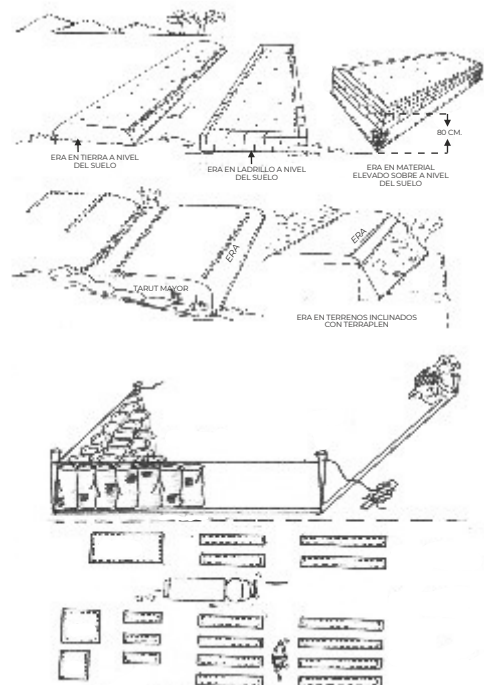 ERA EN TIERRA A NIVEL
DEL SUELO
ERA EN LADRILLO A NIVEL
DEL SUELO
80 CM.
ERA EN MATERIAL
ELEVADO SOBRE A NIVEL
DEL SUELO
ERA
ERA
TARUT MAYOR
ERA EN TERRENOS INCLINADOS
CON TERRAPLEN